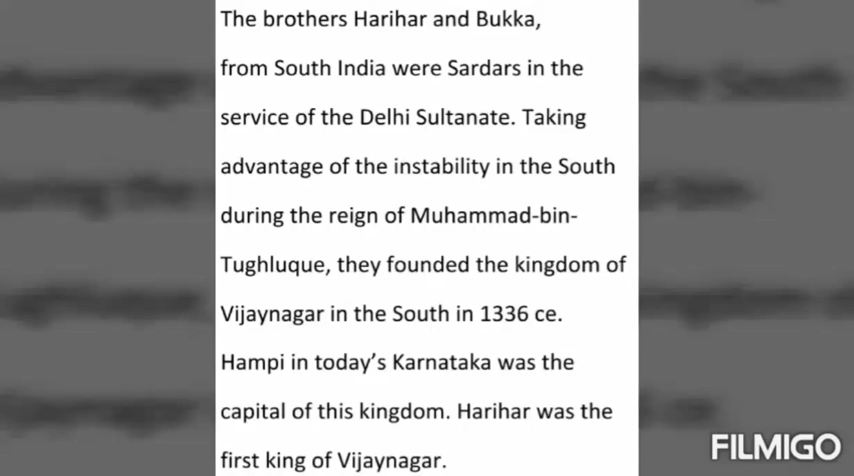 The brothers Harihar and Bukka,
from South India were Sardars in the
service of the Delhi Sultanate. Taking
advantage of the instability in the South
during the reign of Muhammad-bin-
Tughluque, they founded the kingdom of
Vijaynagar in the South in 1336 ce.
Hampi in today's Karnataka was the
capital of this kingdom. Harihar was the
first king of Vijaynagar.
FILMIGO